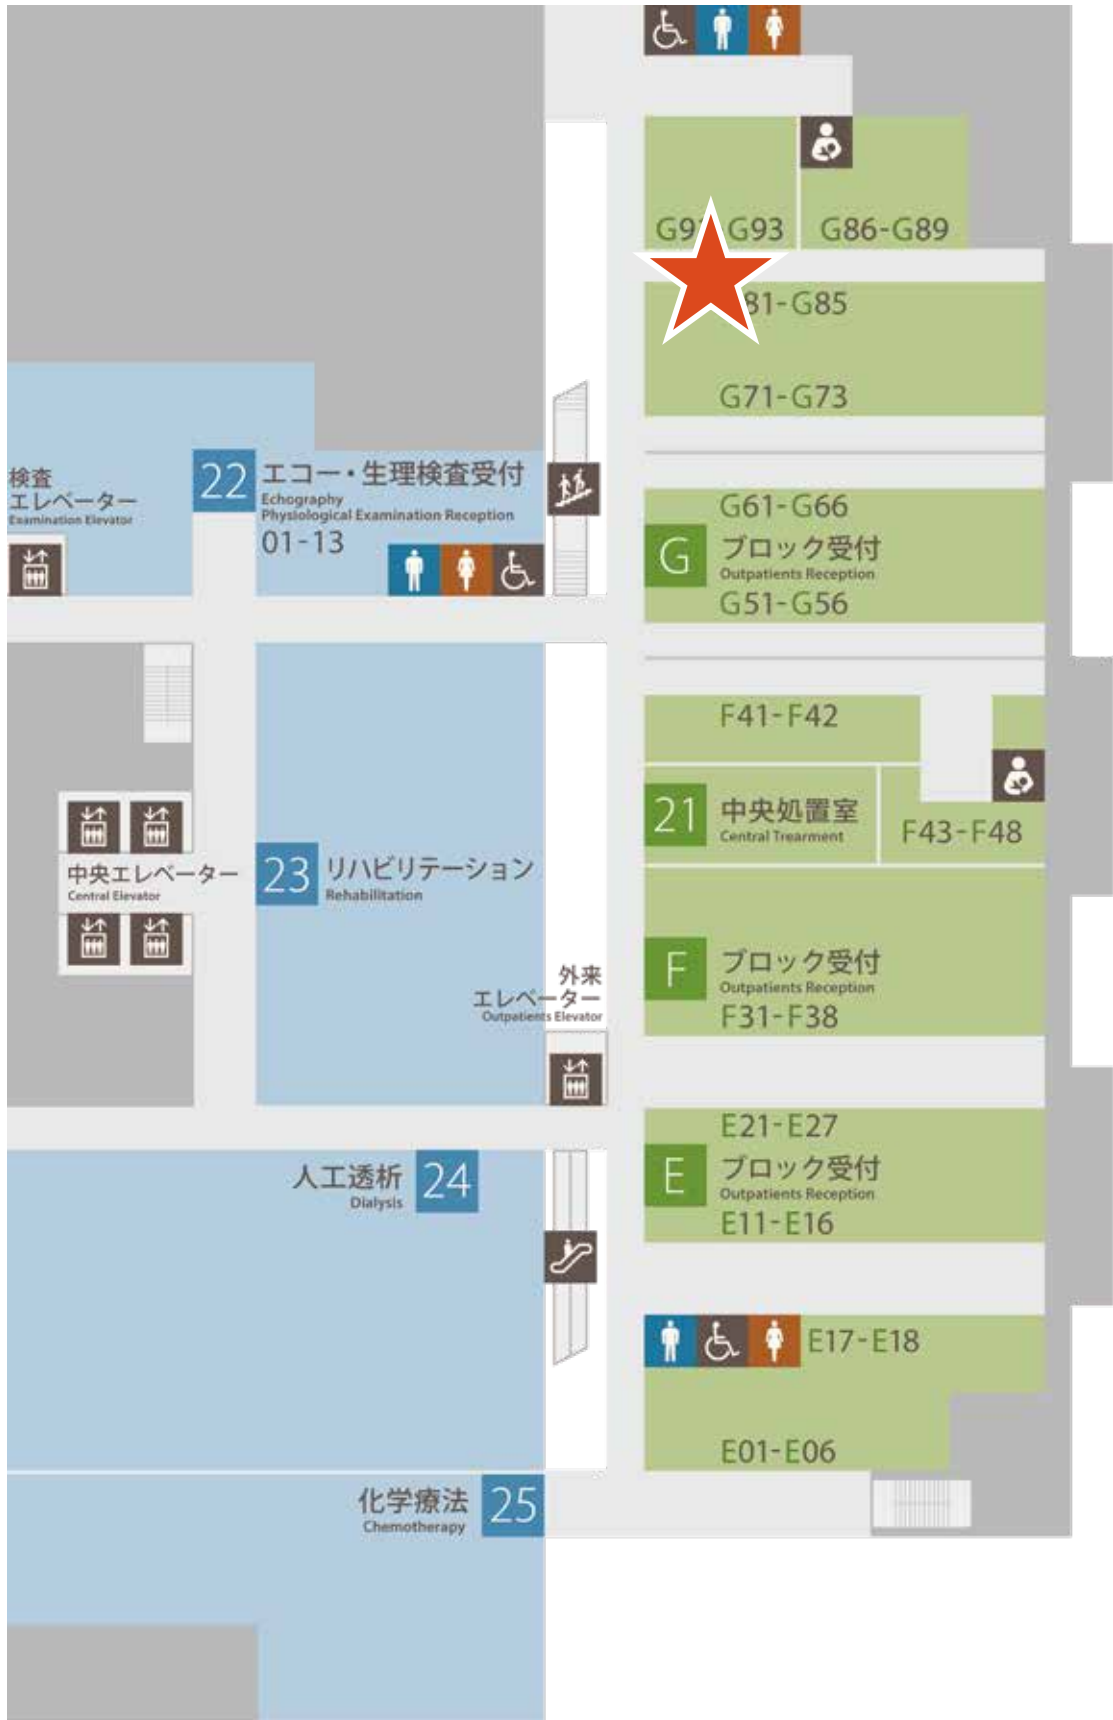 G93
G86-G89
81-G85
G71-G73
検査
エレベーター
Examination Elevator
22
エコー・生理検査受付
Echography
Physiological Examination Reception
01-13
G61-G66
G
ブロック受付
Outpatients Reception
G51-G56
F41-F42
21
中央処置室
Central Trearment
F43-F48
中央エレベーター
Central Elevator
23
リハビリテーション
Rehabilitation
F
ブロック受付
Outpatients Reception
F31-F38
外来
エレベーター
Outpatients Elevator
E21-E27
E
ブロック受付
Outpatients Reception
E11-E16
人工透析
Dialysis
24
E17-E18
E01-E06
化学療法
Chemotherapy
25